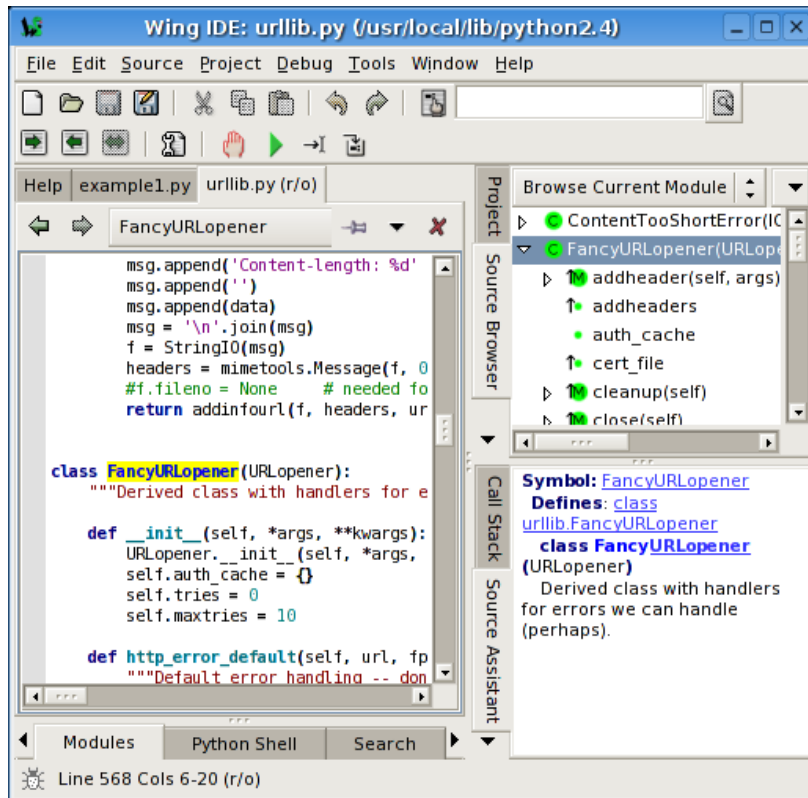 Wing IDE: urllib.py (/usr/local/lib/python2.4)
File Edit Source Project Debug Tools Window Help
Help example1.py urllib.py (r/o)
FancyURLopener
msg.append('Content-length: %d'
msg.append('')
msg.append(data)
msg = '\n'.join(msg)
f = StringIO(msg)
headers = mimetools.Message(f, 0
#f.fileno = None     # needed fo
return addinfourl(f, headers, ur
class FancyURLopener(URLopener):
"""Derived class with handlers for e
def __init__(self, *args, **kwargs):
URLopener.__init__(self, *args,
self.auth_cache = {}
self.tries = 0
self.maxtries = 10
def http_error_default(self, url, fp
"""Default error handling -- don
Modules Python Shell Search
Line 568 Cols 6-20 (r/o)
Project
Source Browser
Browse Current Module
ContentTooShortError(IO
FancyURLopener(URLope
addheader(self, args)
addheaders
auth_cache
cert_file
cleanup(self)
close(self)
Call Stack
Source Assistant
Symbol: FancyURLopener
Defines: class
urllib.FancyURLopener
class FancyURLopener
(URLopener)
Derived class with handlers
for errors we can handle
(perhaps).